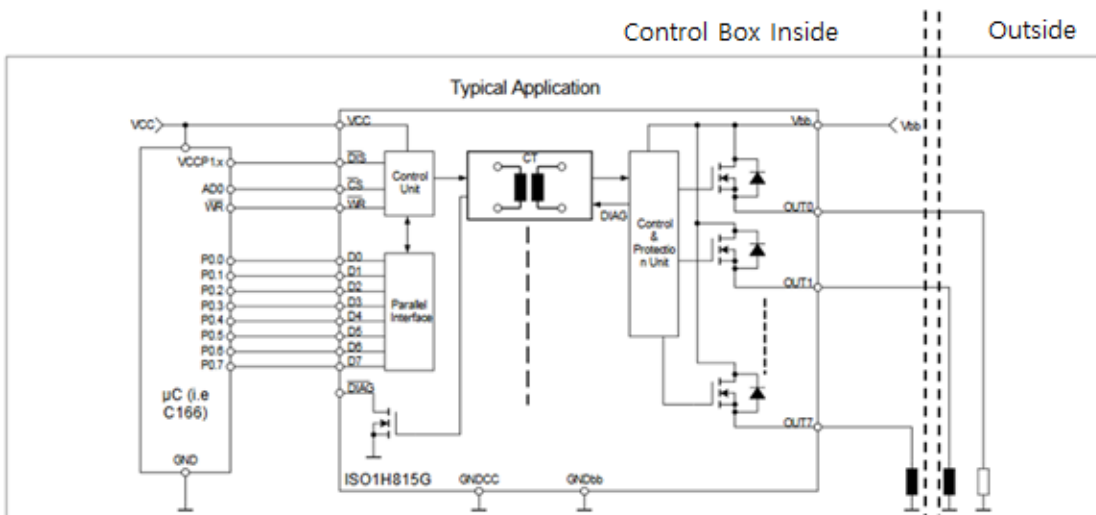 Control Box Inside
Outside
Typical Application
VCC
VCC
Vbb
Vbb
VCCP1.x
DIS
Control
Unit
CT
AD0
CS
WR
WR
OUT0
DIAG
Control
&
Protectio
n Unit
P0.0
D0
P0.1
D1
P0.2
D2
P0.3
D3
P0.4
D4
P0.5
D5
P0.6
D6
P0.7
D7
Parallel
Interface
OUT1
µC (i.e
C166)
DIAG
OUT7
GND
ISO1H815G
GNDCC
GNDbb